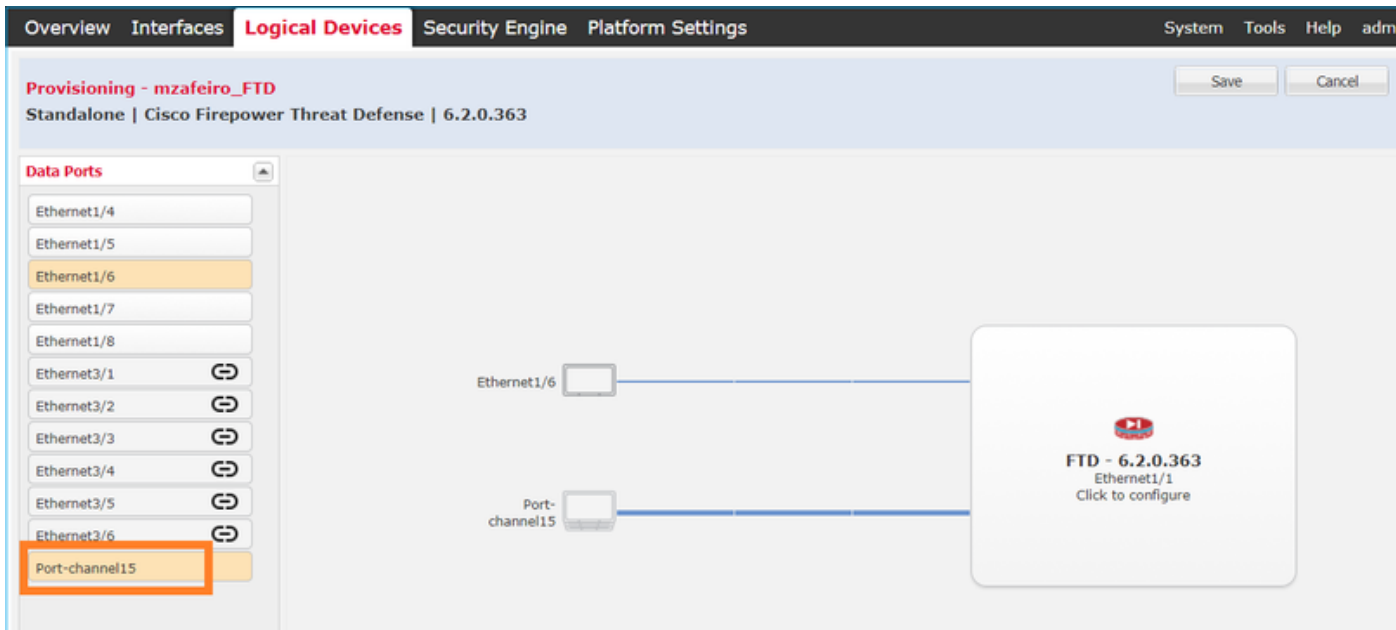 Overview Interfaces Logical Devices Security Engine Platform Settings System Tools Help adm
Provisioning - mzafeiro_FTD
Standalone | Cisco Firepower Threat Defense | 6.2.0.363
Save Cancel
Data Ports
Ethernet1/4
Ethernet1/5
Ethernet1/6
Ethernet1/7
Ethernet1/8
Ethernet3/1
Ethernet3/2
Ethernet3/3
Ethernet3/4
Ethernet3/5
Ethernet3/6
Port-channel15
Ethernet1/6
Port-
channel15
FTD - 6.2.0.363
Ethernet1/1
Click to configure